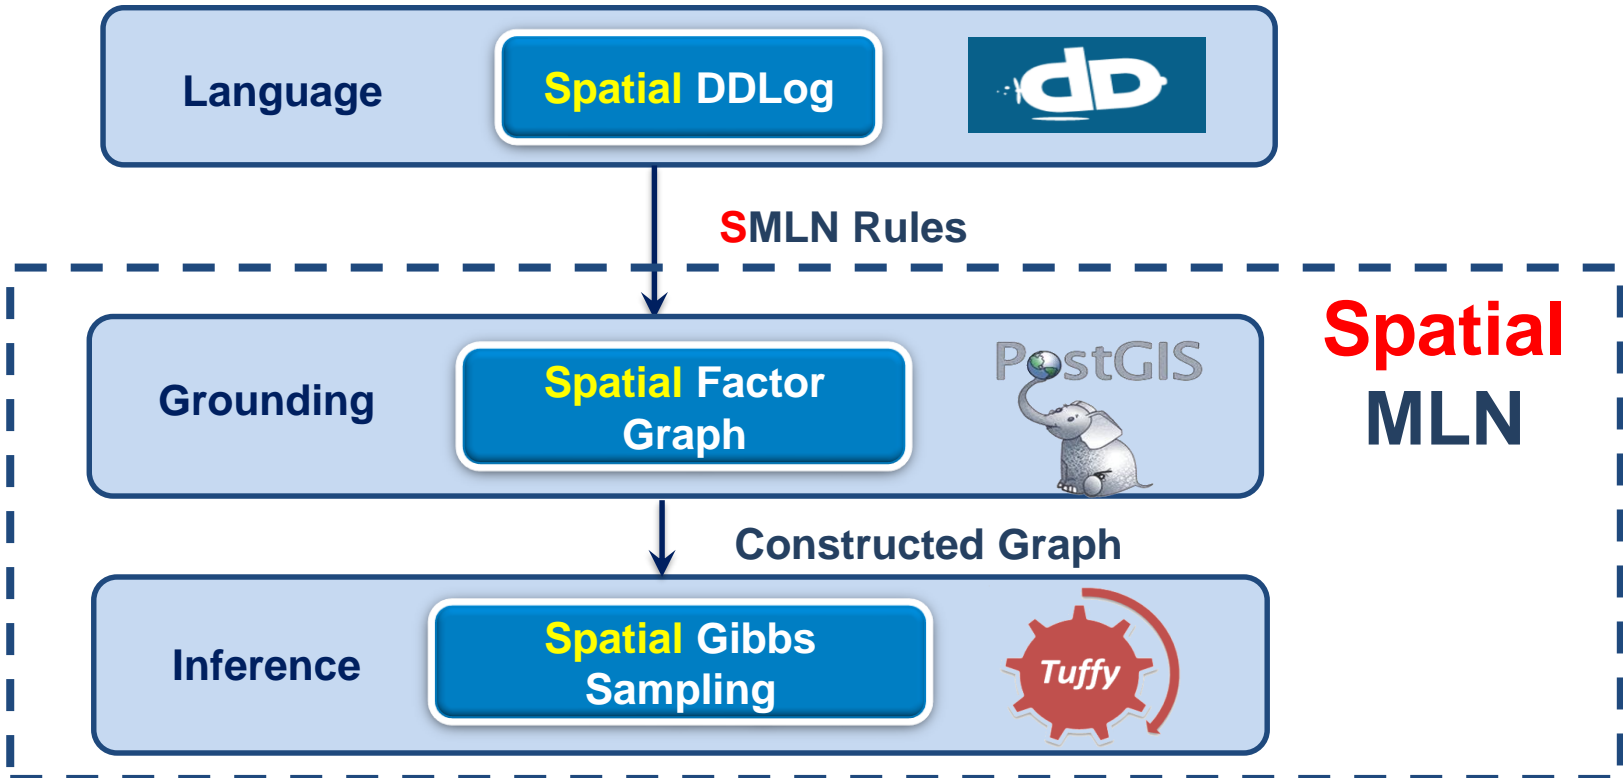 Language
Spatial DDLog
dD
SMLN Rules
Spatial
MLN
Grounding
Spatial Factor
Graph
PostGIS
Constructed Graph
Inference
Spatial Gibbs
Sampling
Tuffy